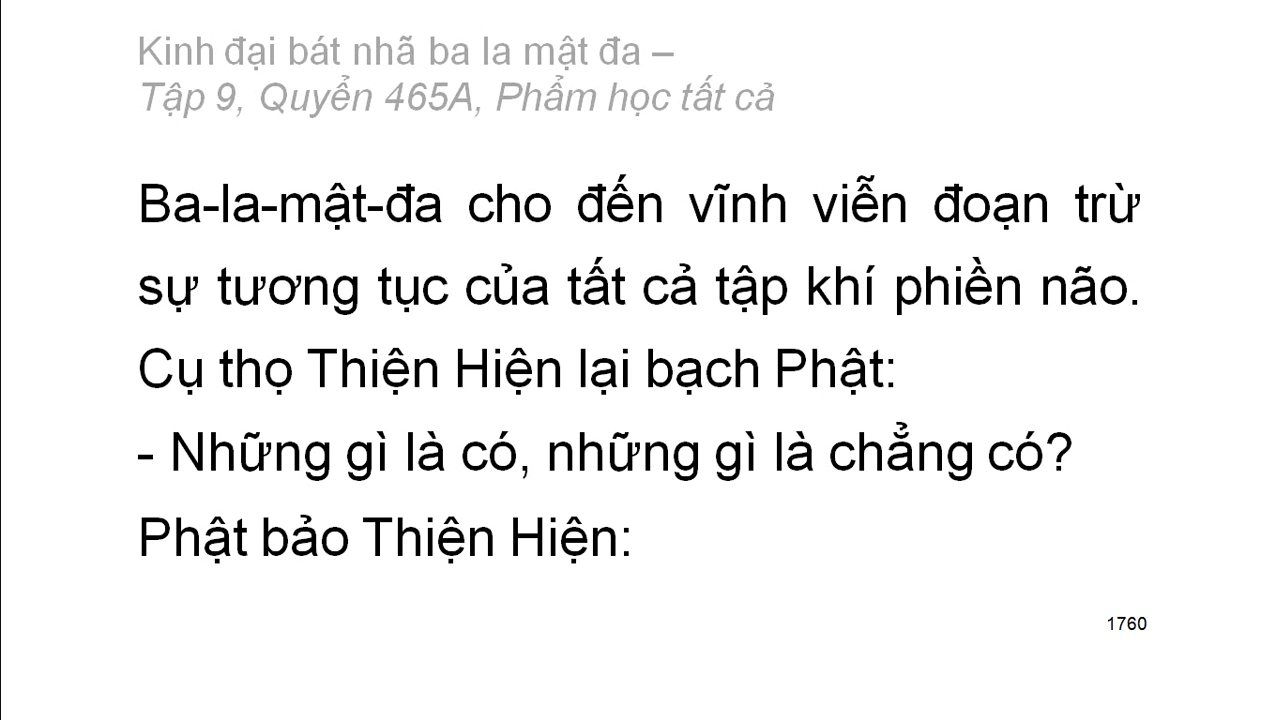 Kinh đại bát nhã ba la mật đa –
Tập 9, Quyển 465A, Phẩm học tất cả
Ba-la-mật-đa cho đến vĩnh viễn đoạn trừ
sự tương tục của tất cả tập khí phiền não.
Cụ thọ Thiện Hiện lại bạch Phật:
- Những gì là có, những gì là chẳng có?
Phật bảo Thiện Hiện:
1760